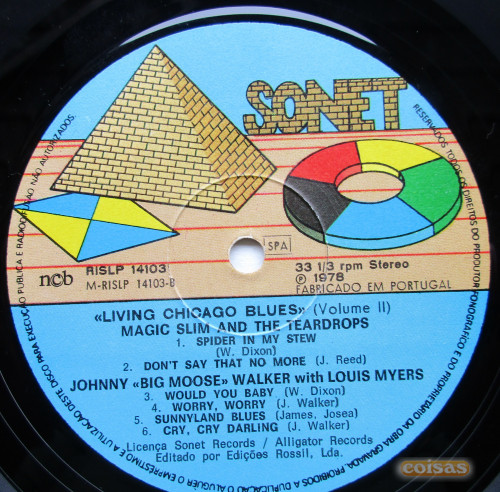 SONET
SPA
ncb
RISLP 14103
M-RISLP 14103-B
33 1/3 rpm Stereo
℗ 1978
FABRICADO EM PORTUGAL
«LIVING CHICAGO BLUES» (Volume II)
MAGIC SLIM AND THE TEARDROPS
1. SPIDER IN MY STEW
(W. Dixon)
2. DON'T SAY THAT NO MORE (J. Reed)
JOHNNY «BIG MOOSE» WALKER with LOUIS MYERS
3. WOULD YOU BABY (W. Dixon)
4. WORRY, WORRY (J. Walker)
5. SUNNYLAND BLUES (James, Josea)
6. CRY, CRY DARLING (J. Walker)
Licença Sonet Records / Alligator Records
Editado por Edições Rossil, Lda.
RESERVADOS TODOS OS DIREITOS DO PRODUTOR FONOGRÁFICO E DO PROPRIETÁRIO DA OBRA GRAVADA. PROIBIDOS A DUPLICAÇÃO O ALUGUER O EMPRÉSTIMO E A UTILIZAÇÃO DESTE DISCO PARA EXECUÇÃO PÚBLICA E RADIODIFUSÃO NÃO AUTORIZADOS.
coisas